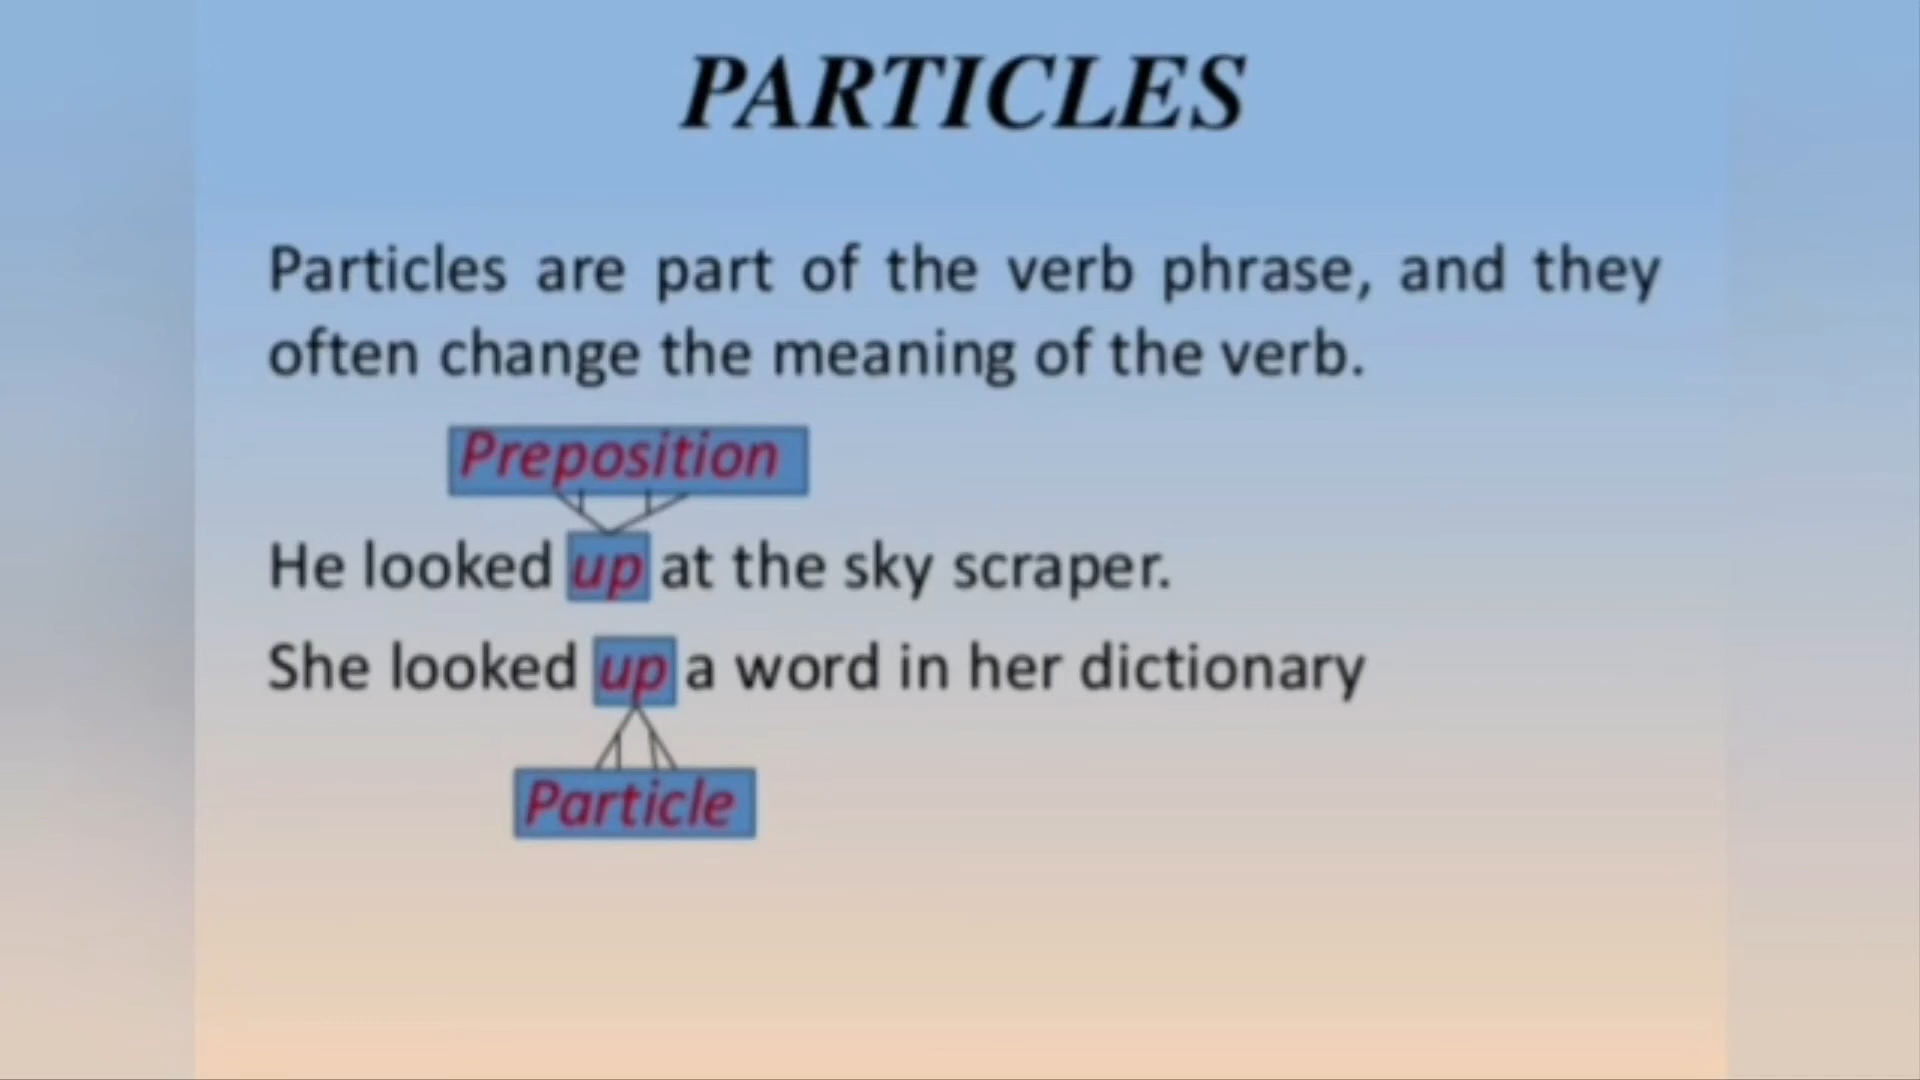 PARTICLES
Particles are part of the verb phrase, and they
often change the meaning of the verb.
Preposition
He looked up at the sky scraper.
She looked up a word in her dictionary
Particle